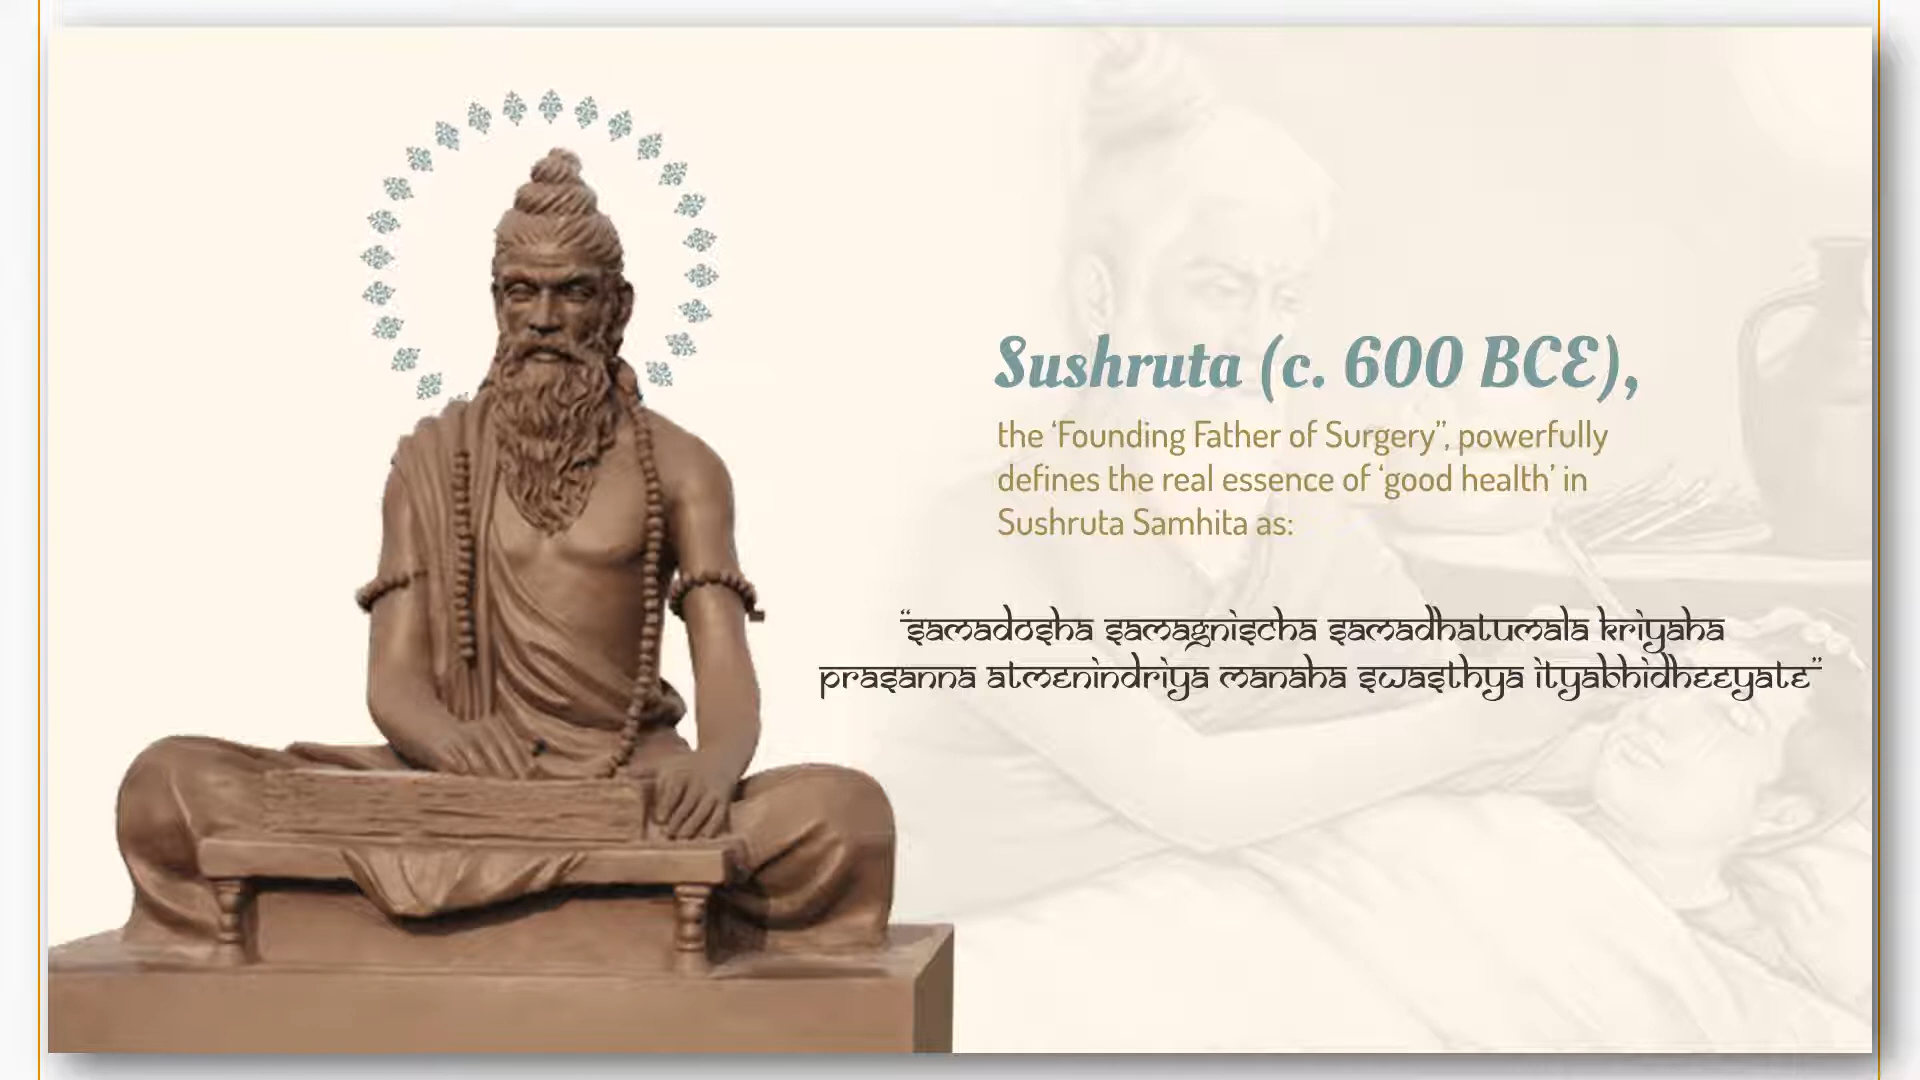 Sushruta (c. 600 BCE),
the ‘Founding Father of Surgery”, powerfully
defines the real essence of ‘good health’ in
Sushruta Samhita as:
“samadosha samagnischa samadhatumala kriyaha
prasanna atmenindriya manaha swasthya ityabhidheeyate”